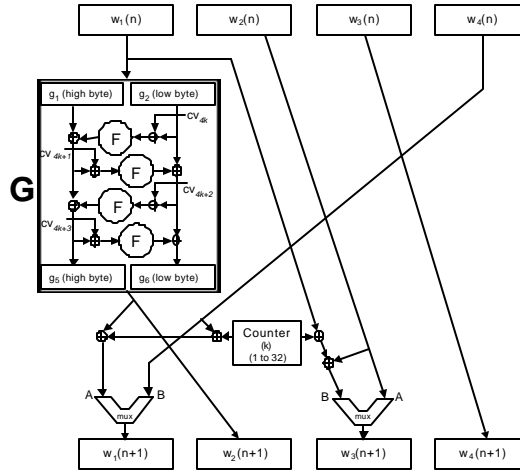 w1(n) w2(n) w3(n) w4(n)
g1 (high byte) g2 (low byte)
cv4k
F
cv4k+1
F
G
cv4k+2
F
cv4k+3
F
g5 (high byte) g6 (low byte)
Counter
(k)
(1 to 32)
A B B A
mux mux
w1(n+1) w2(n+1) w3(n+1) w4(n+1)